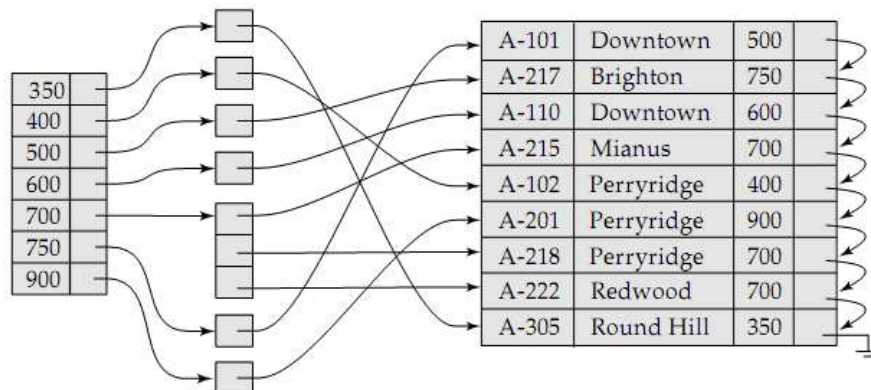 350
400
500
600
700
750
900
A-101 Downtown 500
A-217 Brighton 750
A-110 Downtown 600
A-215 Mianus 700
A-102 Perryridge 400
A-201 Perryridge 900
A-218 Perryridge 700
A-222 Redwood 700
A-305 Round Hill 350